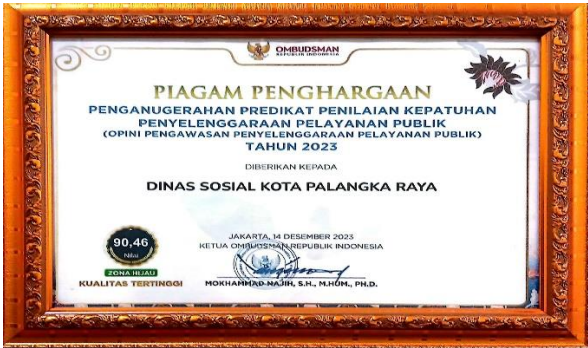 OMBUDSMAN
REPUBLIK INDONESIA
PIAGAM PENGHARGAAN
PENGANUGERAHAN PREDIKAT PENILAIAN KEPATUHAN
PENYELENGGARAAN PELAYANAN PUBLIK
(OPINI PENGAWASAN PENYELENGGARAAN PELAYANAN PUBLIK)
TAHUN 2023
DIBERIKAN KEPADA
DINAS SOSIAL KOTA PALANGKA RAYA
JAKARTA, 14 DESEMBER 2023
KETUA OMBUDSMAN REPUBLIK INDONESIA
90,46
Nilai
ZONA HIJAU
KUALITAS TERTINGGI
MOKHAMMAD NAJIH, S.H., M.HUM., PH.D.